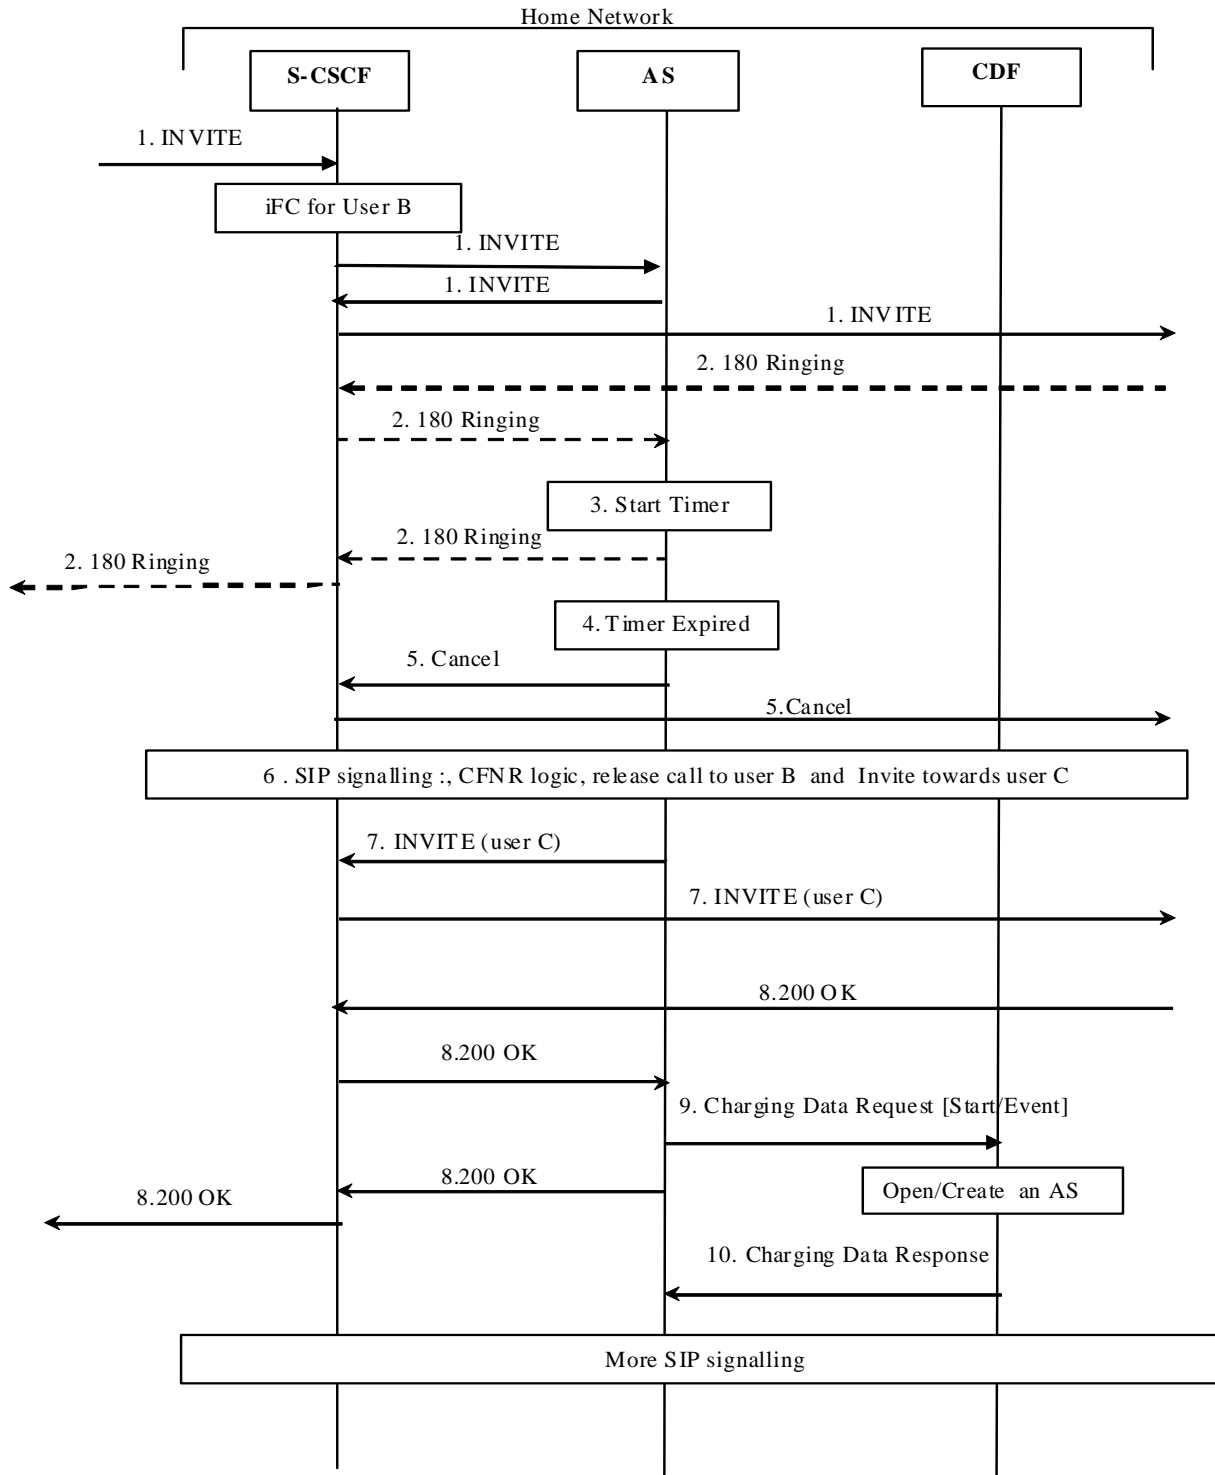 Home Network
S-CSCF
AS
CDF
1. INVITE
iFC for User B
1. INVITE
1. INVITE
1. INVITE
2. 180 Ringing
2. 180 Ringing
3. Start Timer
2. 180 Ringing
2. 180 Ringing
4. Timer Expired
5. Cancel
5.Cancel
6 . SIP signalling :, CFNR logic, release call to user B and Invite towards user C
7. INVITE (user C)
7. INVITE (user C)
8.200 OK
8.200 OK
9. Charging Data Request [Start/Event]
8.200 OK
Open/Create an AS
8.200 OK
10. Charging Data Response
More SIP signalling